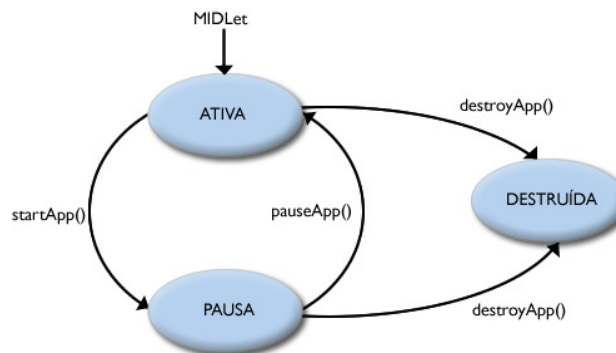 MIDLet
ATIVA
destroyApp()
DESTRUÍDA
startApp()
pauseApp()
PAUSA
destroyApp()